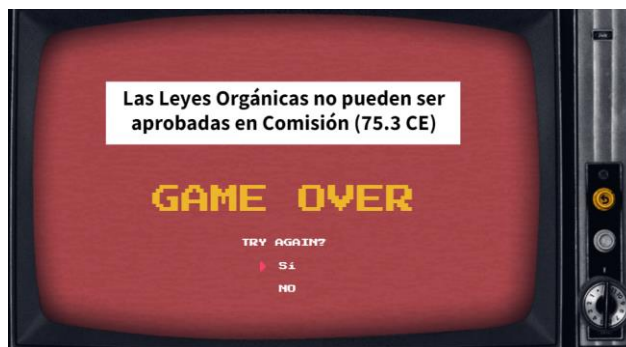 Las Leyes Orgánicas no pueden ser
aprobadas en Comisión (75.3 CE)
GAME OVER
TRY AGAIN?
Sí
NO